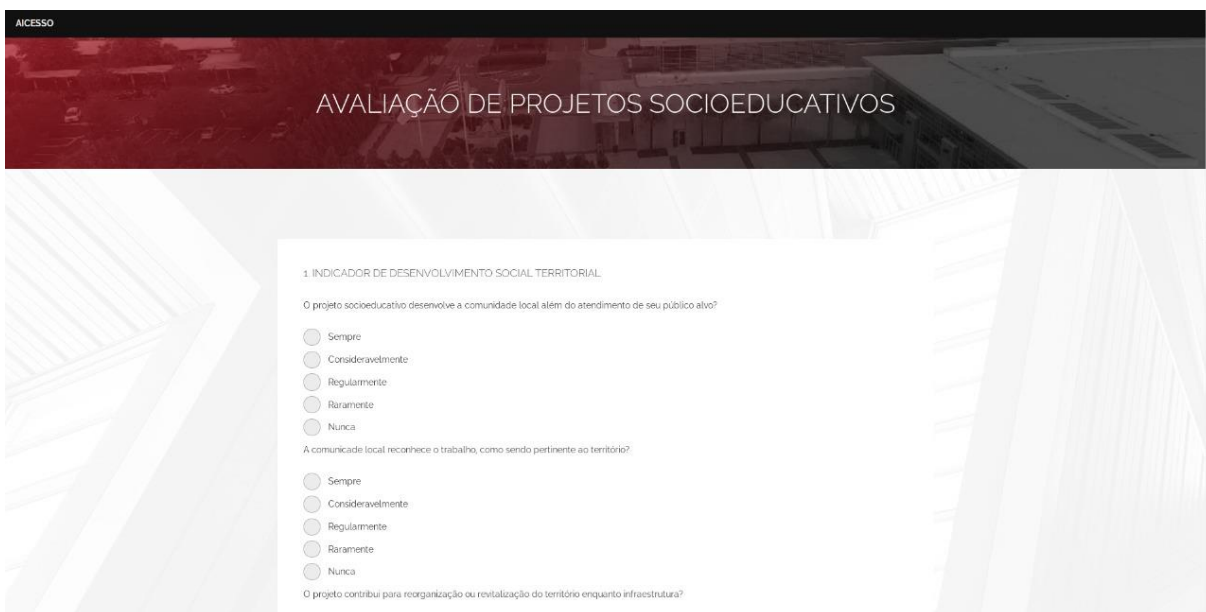 AICESSO
AVALIAÇÃO DE PROJETOS SOCIOEDUCATIVOS
1. INDICADOR DE DESENVOLVIMENTO SOCIAL TERRITORIAL
O projeto socioeducativo desenvolve a comunidade local além do atendimento de seu público alvo?
Sempre
Consideravelmente
Regularmente
Raramente
Nunca
A comunicade local reconhece o trabalho, como sendo pertinente ao território?
Sempre
Consideravelmente
Regularmente
Raramente
Nunca
O projeto contribui para reorganização ou revitalização do território enquanto infraestrutura?